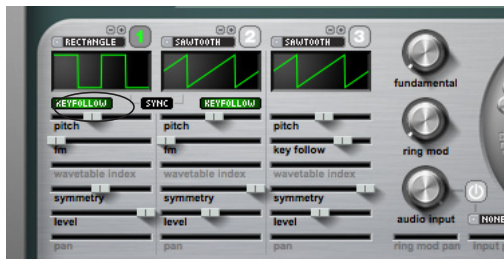 RECTANGLE 1 SAWTOOTH 2 SAWTOOTH 3
fundamental
KEYFOLLOW SYNC KEYFOLLOW
pitch pitch pitch
fm fm key follow ring mod
wavetable index wavetable index wavetable index
symmetry symmetry symmetry
level level level audio input NONE
pan pan pan ring mod pan input p